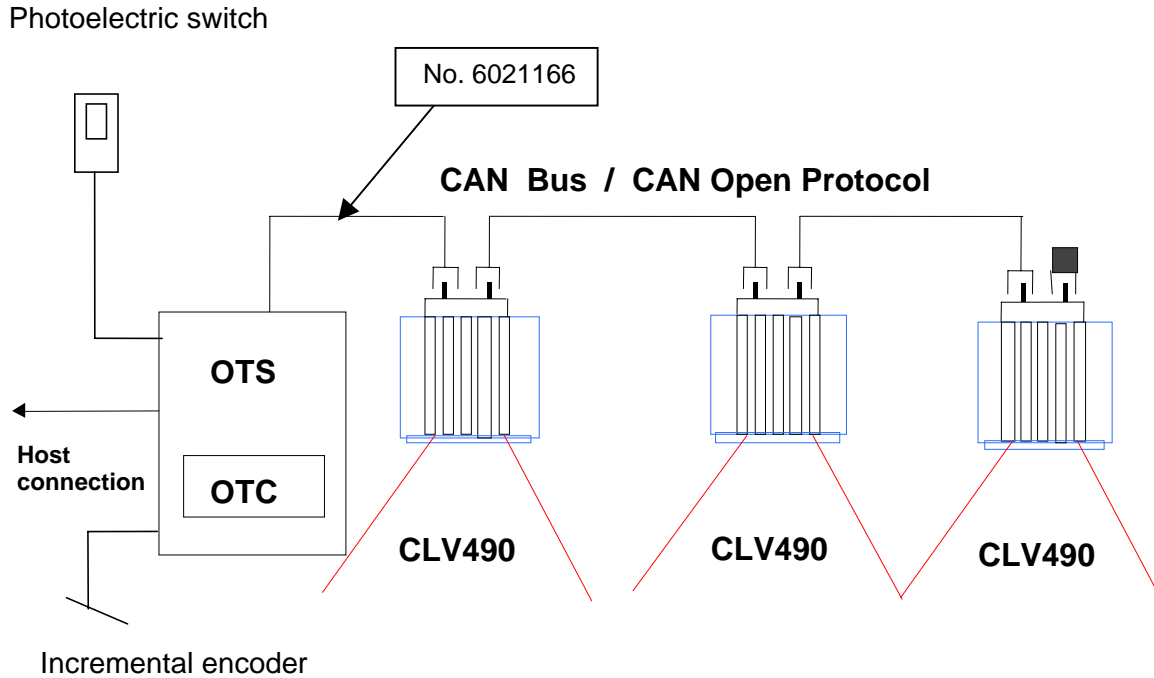 Photoelectric switch
No. 6021166
CAN Bus / CAN Open Protocol
OTS
Host
connection
OTC
CLV490
CLV490
CLV490
Incremental encoder